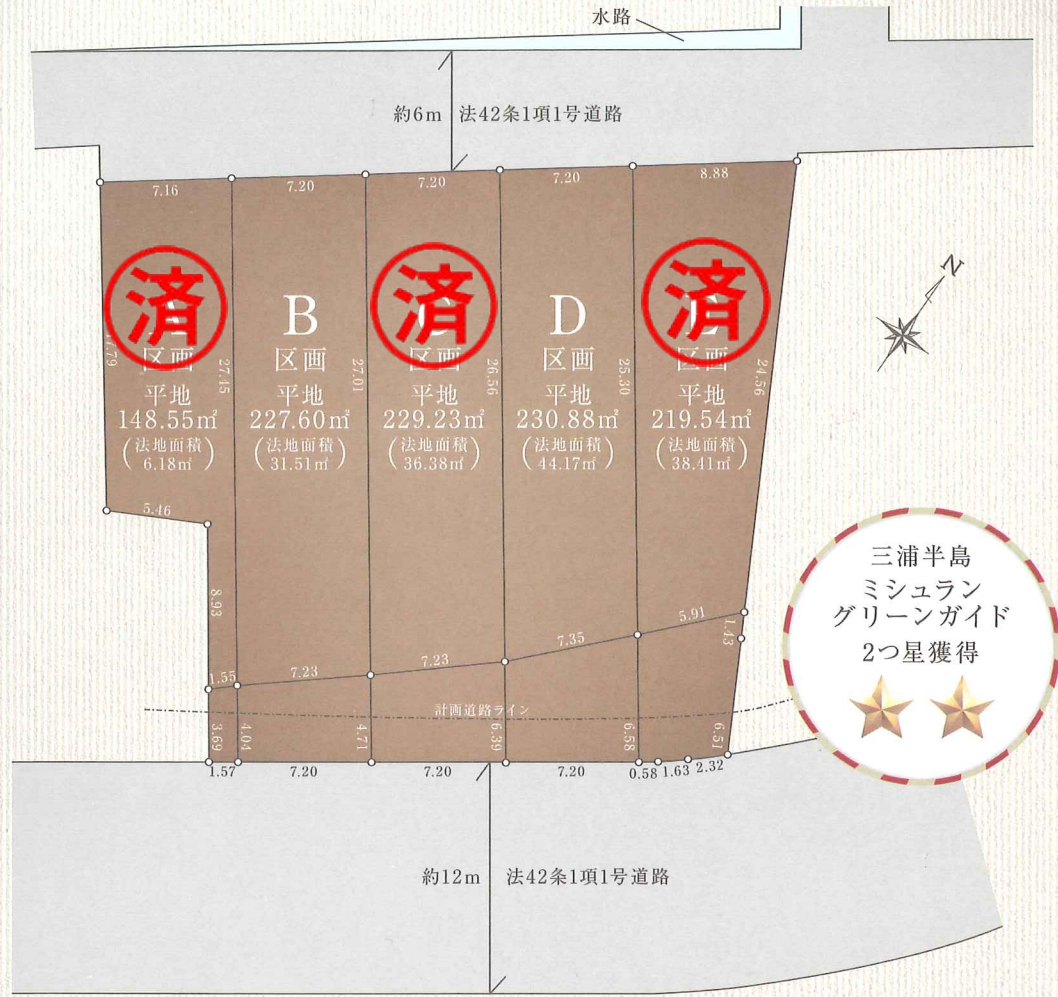 水路
約6m 法42条1項1号道路
7.16
7.20
7.20
7.20
8.88
N
済
B
済
D
済
区画
区画
区画
区画
区画
27.45
27.01
26.56
25.30
24.56
平地
148.55㎡
(法地面積)
6.18㎡
平地
227.60㎡
(法地面積)
31.51㎡
平地
229.23㎡
(法地面積)
36.38㎡
平地
230.88㎡
(法地面積)
44.17㎡
平地
219.54㎡
(法地面積)
38.41㎡
5.46
8.93
1.55
7.23
7.23
7.35
5.91
1.43
計画道路ライン
3.69
4.04
4.71
6.39
6.58
6.51
1.57
7.20
7.20
7.20
0.58
1.63
2.32
三浦半島
ミシュラン
グリーンガイド
2つ星獲得
約12m 法42条1項1号道路